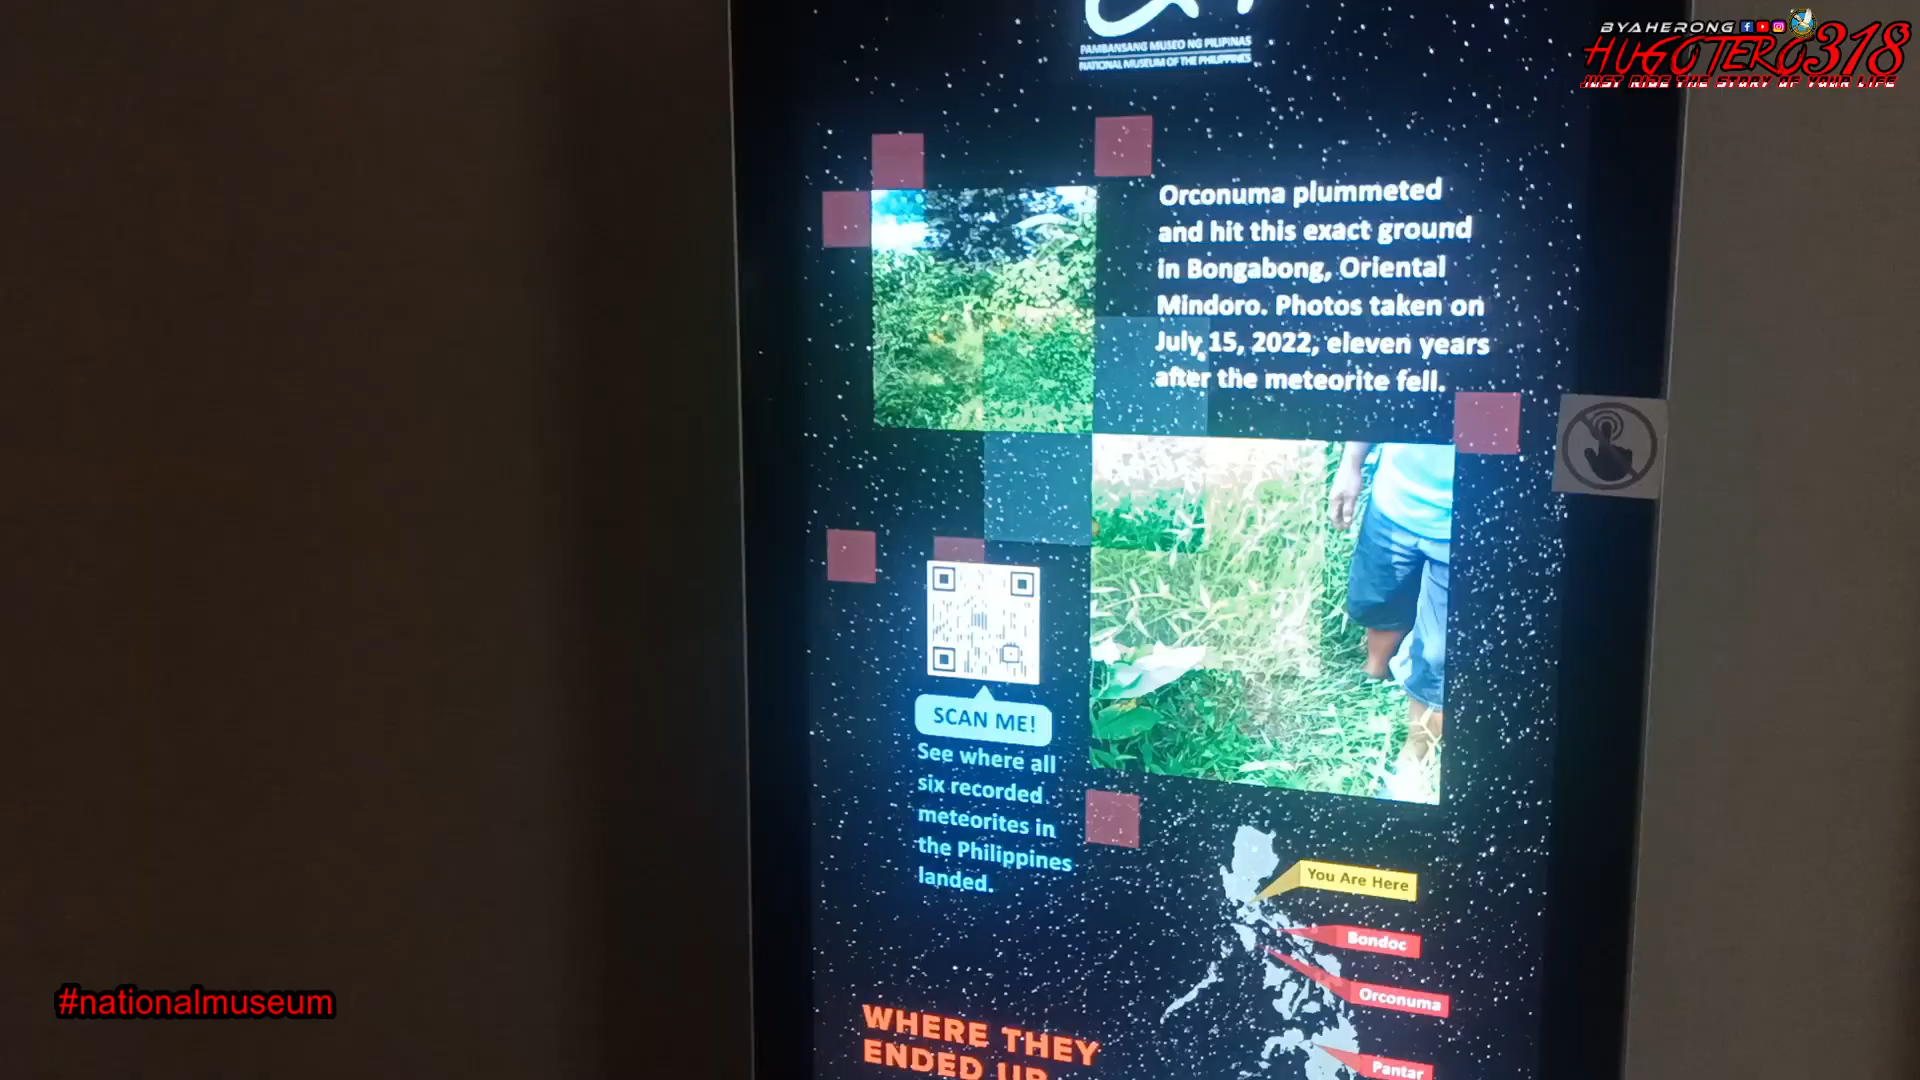 PAMBANSANG MUSEO NG PILIPINAS
NATIONAL MUSEUM OF THE PHILIPPINES
BYAHERONG
HUGOTERO318
JUST RIDE THE STORY OF YOUR LIFE
Orconuma plummeted
and hit this exact ground
in Bongabong, Oriental
Mindoro. Photos taken on
July 15, 2022, eleven years
after the meteorite fell.
SCAN ME!
See where all
six recorded
meteorites in
the Philippines
landed.
You Are Here
Bondoc
Orconuma
Pantar
WHERE THEY
ENDED UP
#nationalmuseum